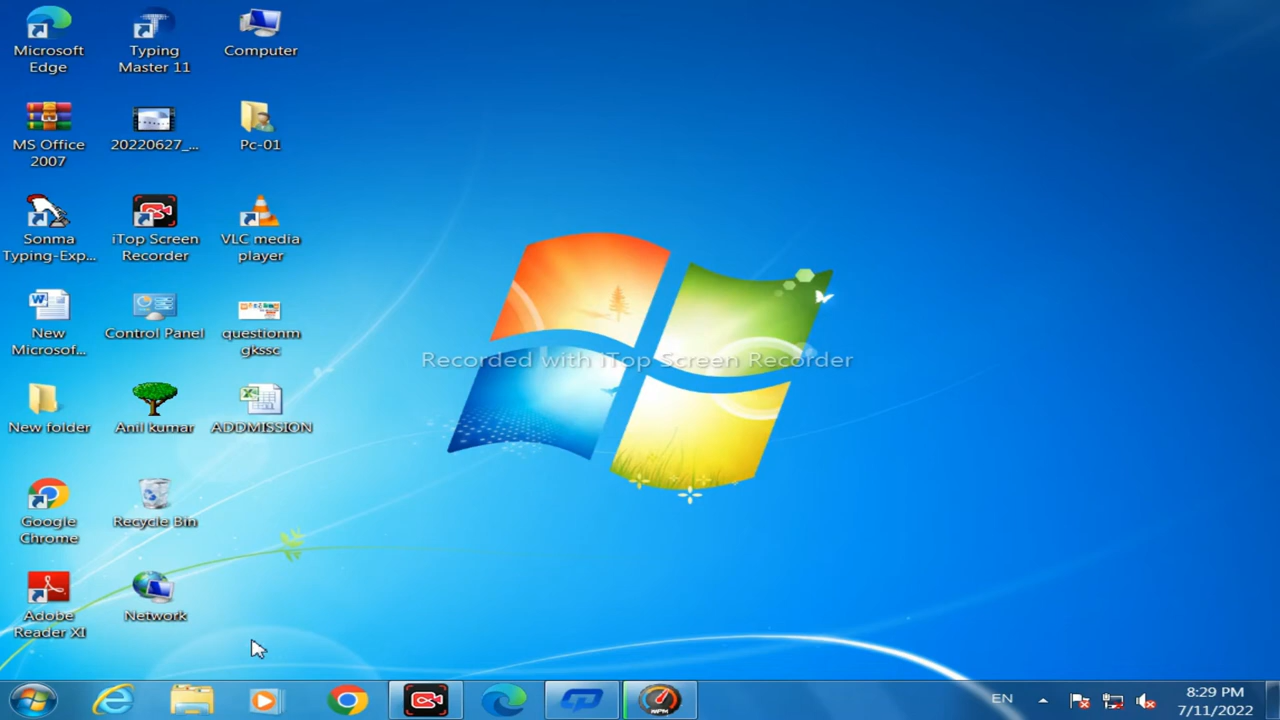 Microsoft
Edge
Typing
Master 11
Computer
MS Office
2007
20220627_...
Pc-01
Sonma
Typing-Exp...
iTop Screen
Recorder
VLC media
player
New
Microsof...
Control Panel
questionm
gkssc
New folder
Anil kumar
ADDMISSION
Google
Chrome
Recycle Bin
Adobe
Reader XI
Network
Recorded with iTop Screen Recorder
EN
8:29 PM
7/11/2022